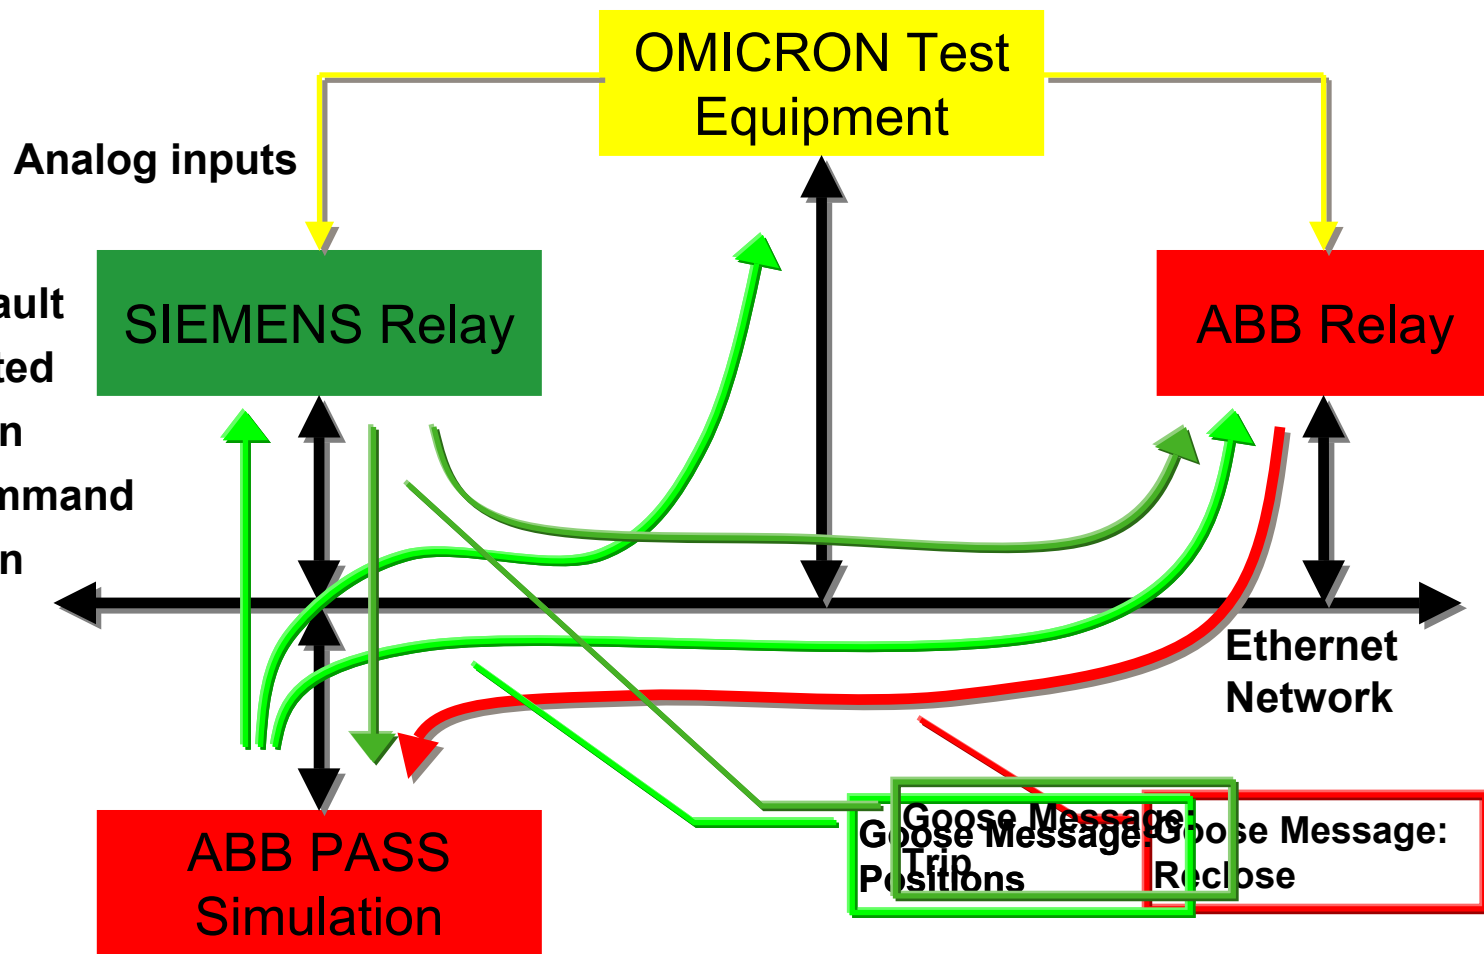 OMICRON Test
Equipment
Analog inputs
SIEMENS Relay
ABB Relay
ault
ted
n
mmand
n
Ethernet
Network
Goose Message:
Trip
Goose Message:
Positions
Goose Message:
Reclose
ABB PASS
Simulation